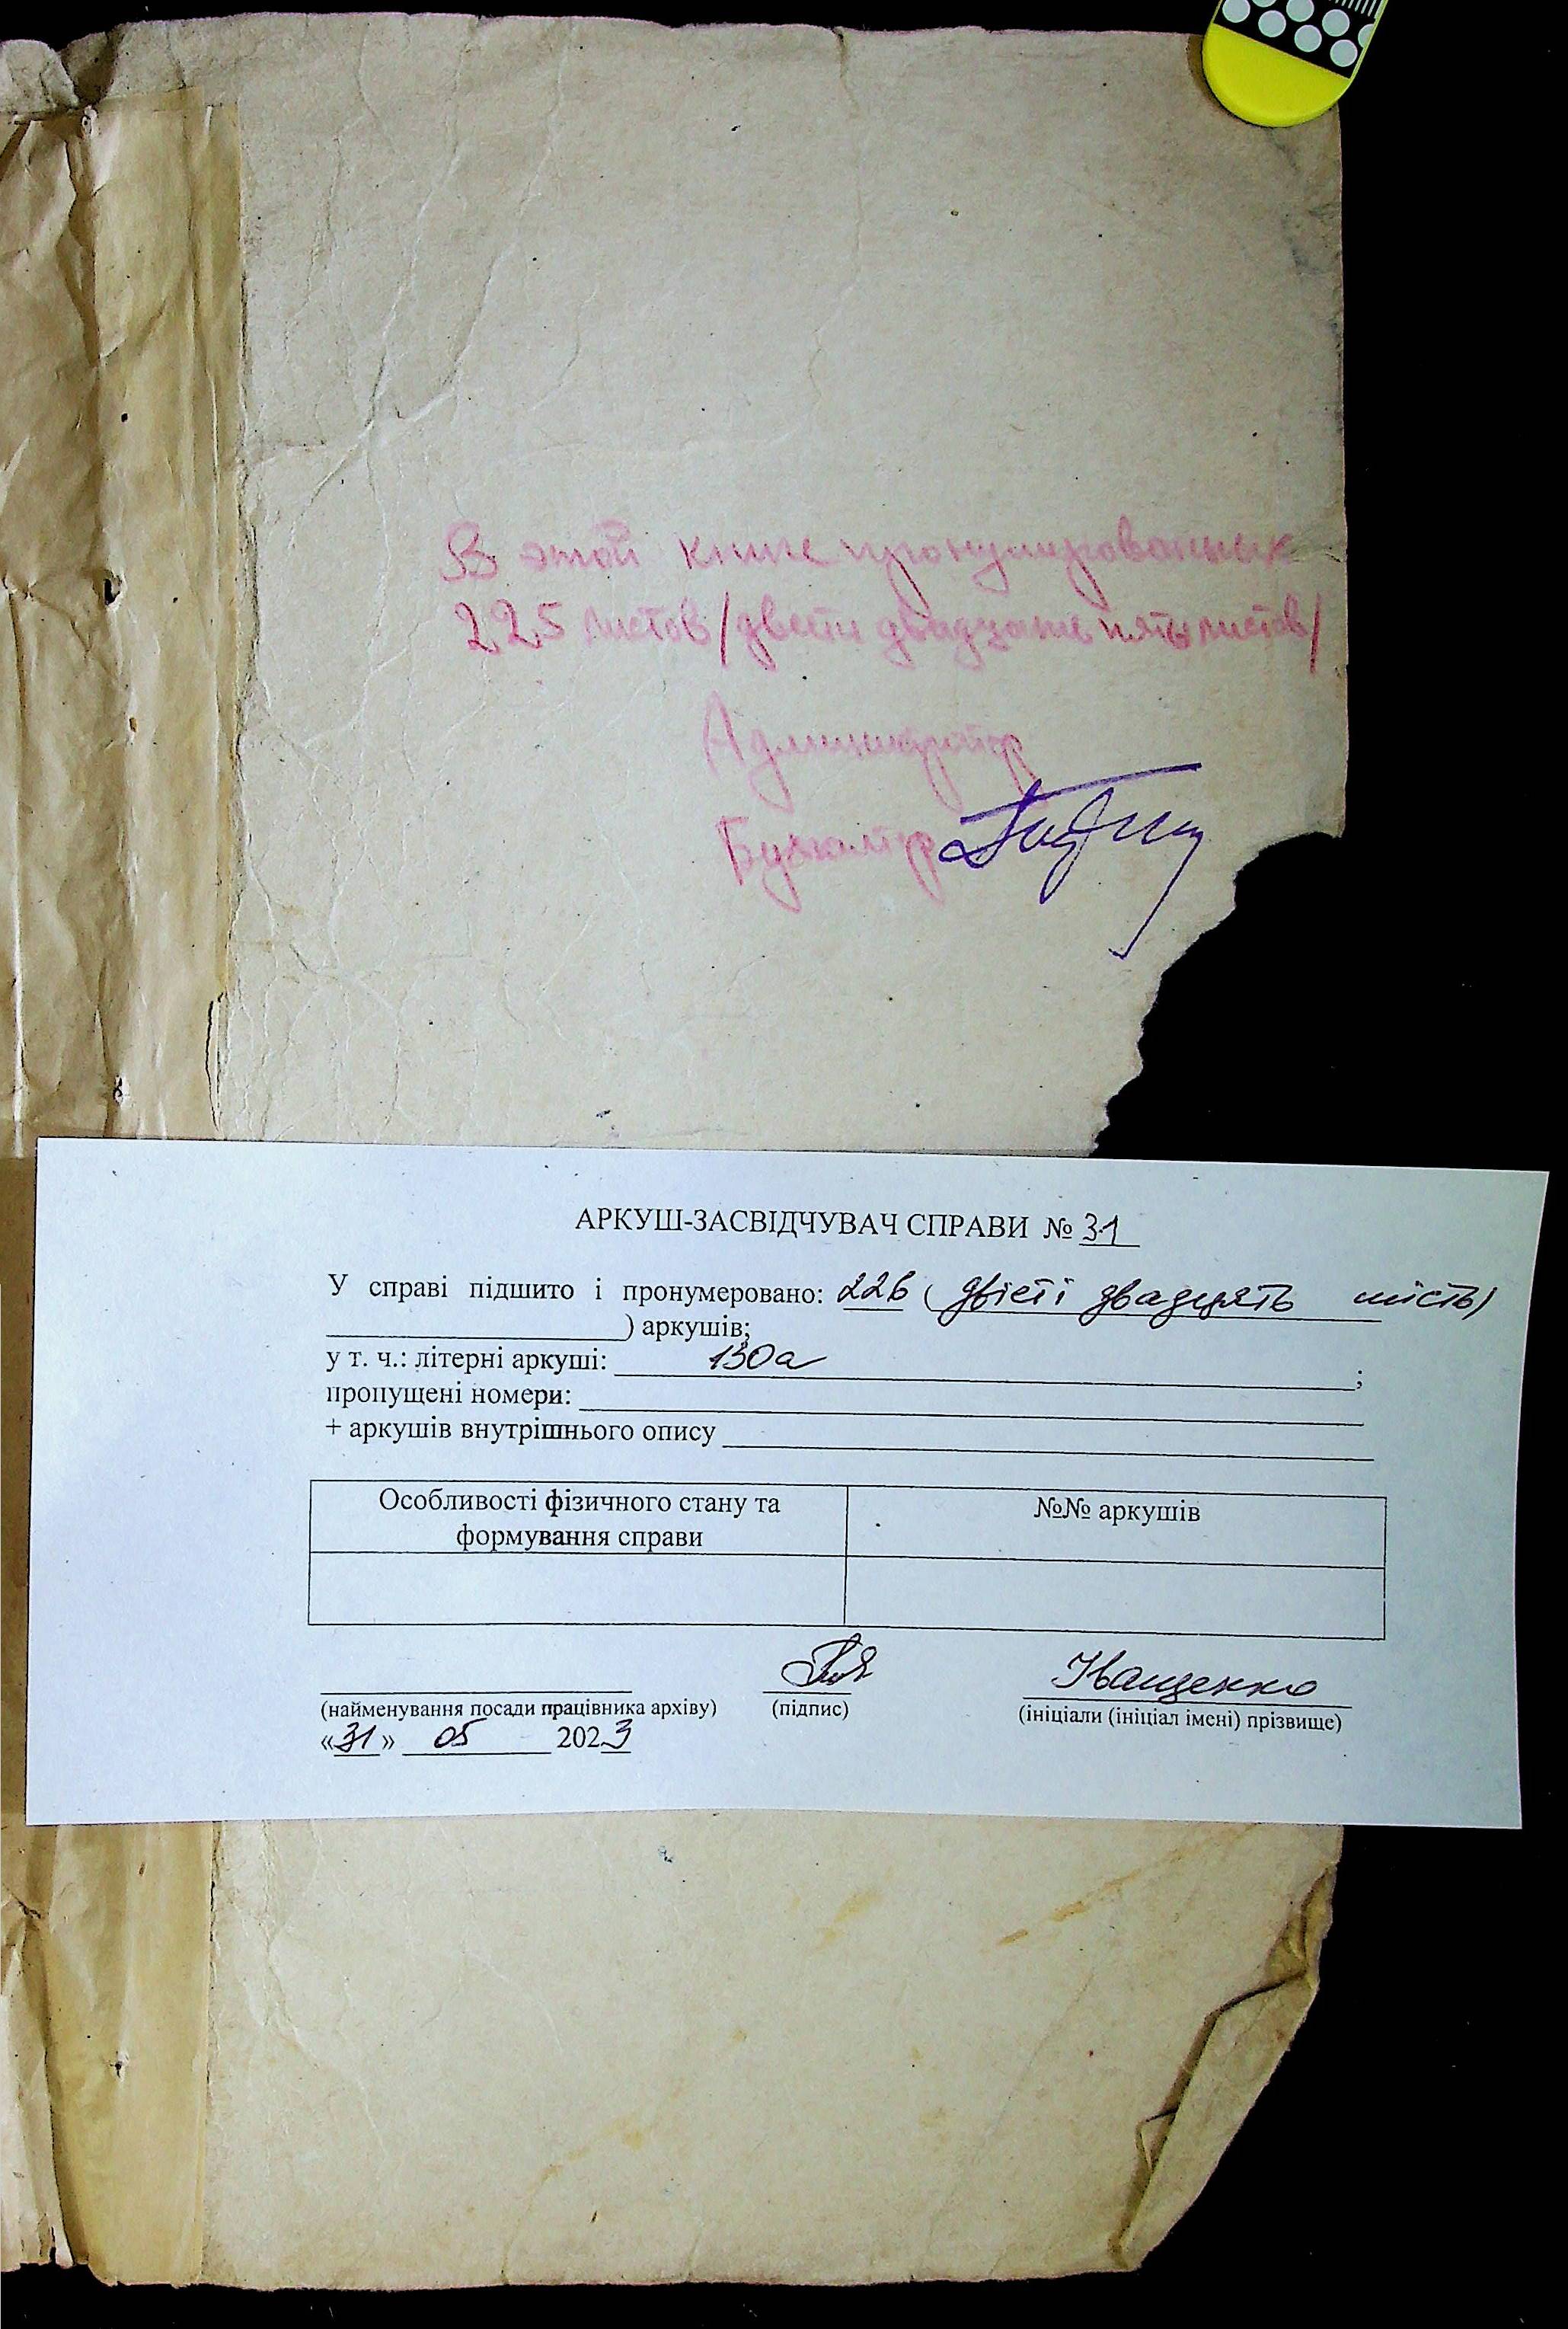 В этой книге пронумерованных
225 листов /двести двадцать пять листов/
Администратор
Бухгалтер
АРКУШ-ЗАСВІДЧУВАЧ СПРАВИ № 31
У справі підшито і пронумеровано: 226 ( двісті двадцять шість)
) аркушів;
у т. ч.: літерні аркуші: 130а ;
пропущені номери:
+ аркушів внутрішнього опису
Особливості фізичного стану та
формування справи
№№ аркушів
Іващенко
(найменування посади працівника архіву) (підпис) (ініціали (ініціал імені) прізвище)
«31» 05 2023